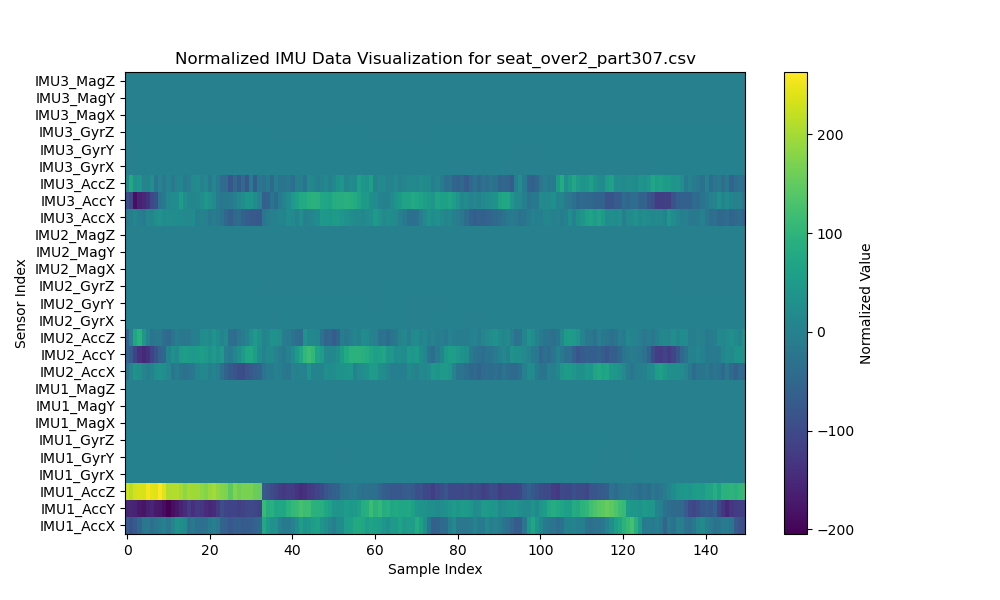 Normalized IMU Data Visualization for seat_over2_part307.csv
IMU3_MagZ
IMU3_MagY
IMU3_MagX
IMU3_GyrZ
IMU3_GyrY
IMU3_GyrX
IMU3_AccZ
IMU3_AccY
IMU3_AccX
IMU2_MagZ
IMU2_MagY
IMU2_MagX
IMU2_GyrZ
IMU2_GyrY
IMU2_GyrX
IMU2_AccZ
IMU2_AccY
IMU2_AccX
IMU1_MagZ
IMU1_MagY
IMU1_MagX
IMU1_GyrZ
IMU1_GyrY
IMU1_GyrX
IMU1_AccZ
IMU1_AccY
IMU1_AccX
Sensor Index
0 20 40 60 80 100 120 140
Sample Index
200
100
0
−100
−200
Normalized Value